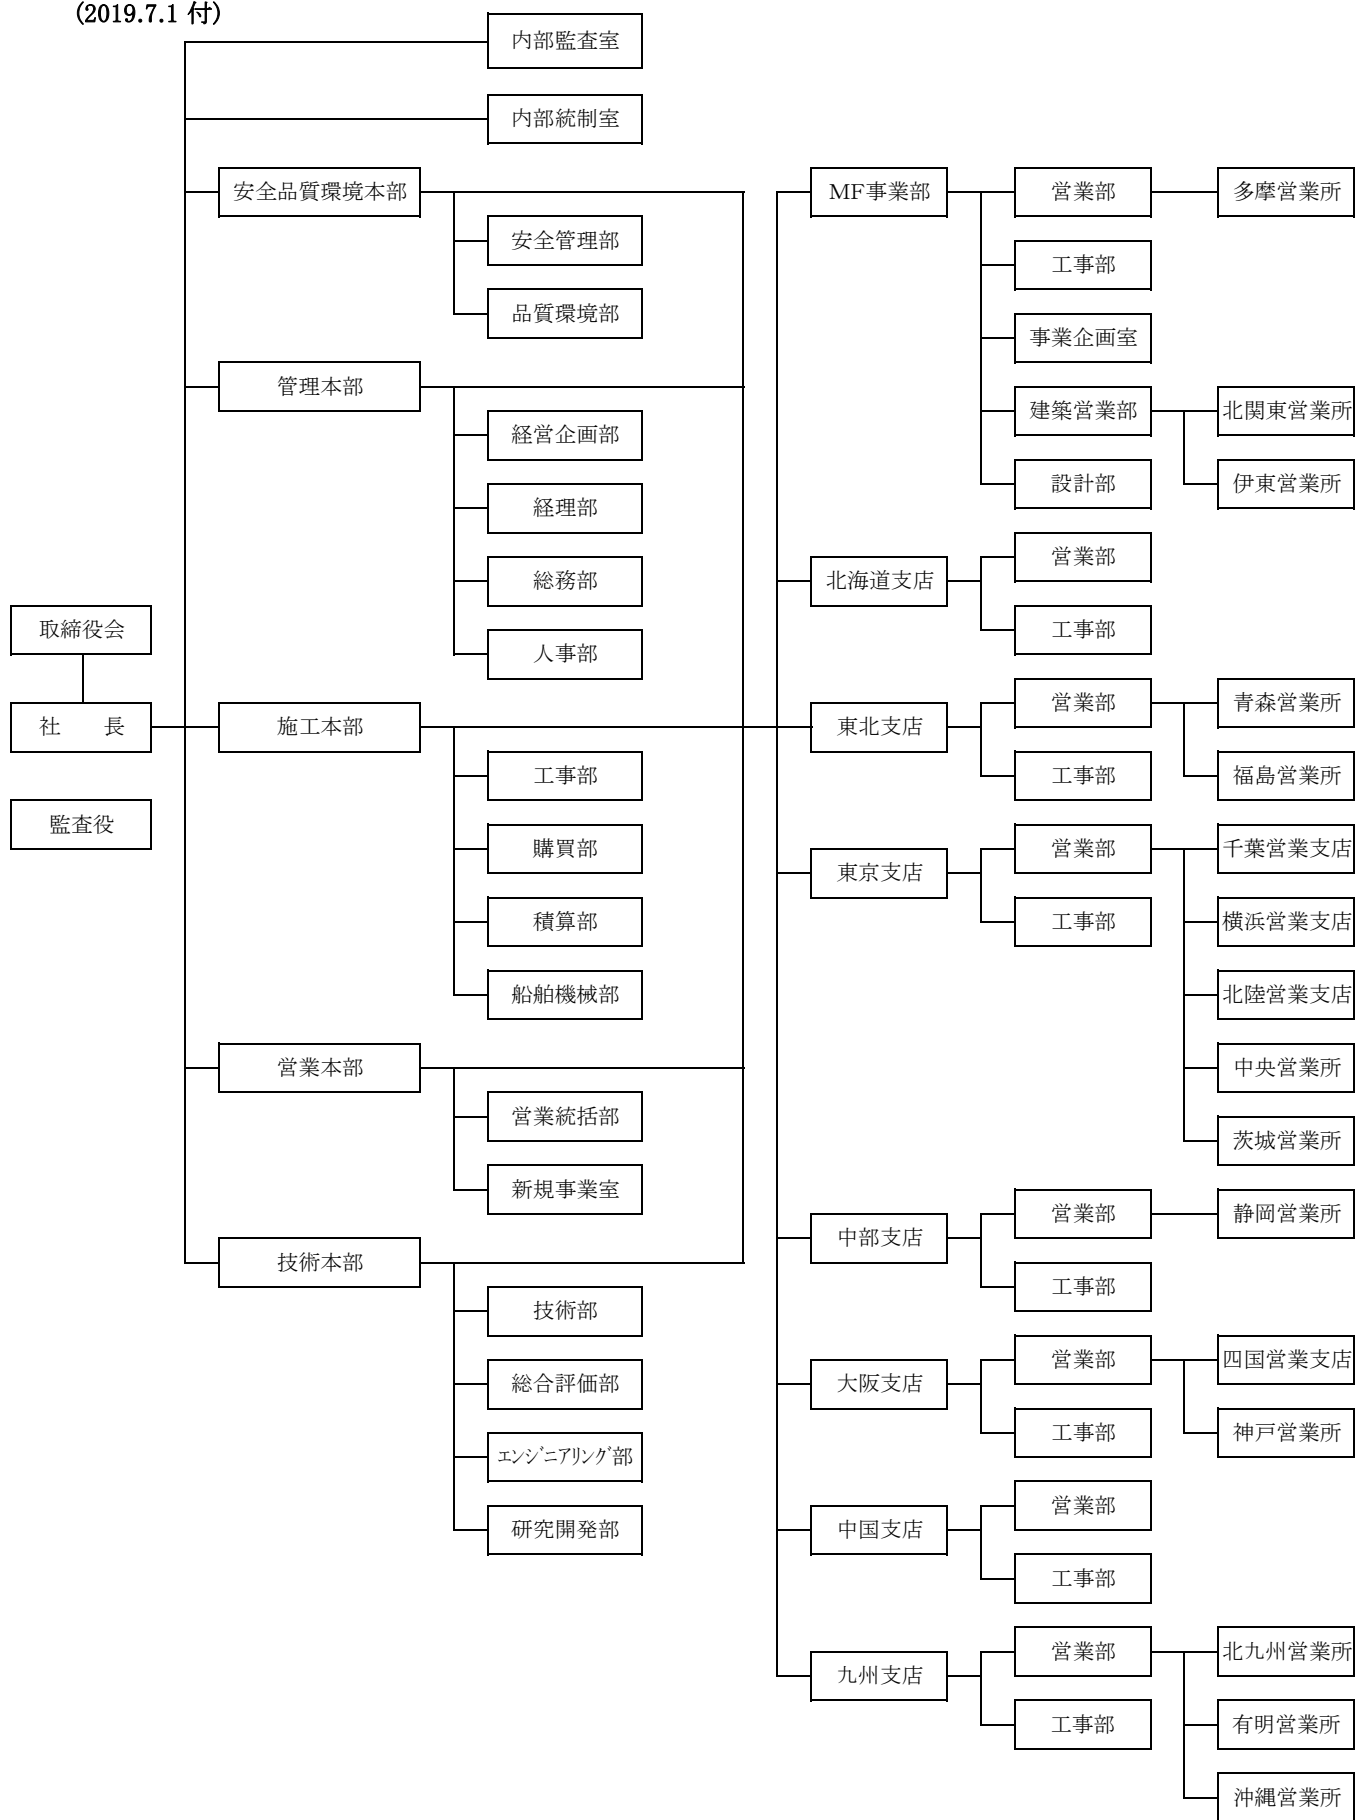 (2019.7.1 付)
内部監査室
内部統制室
安全品質環境本部
安全管理部
品質環境部
管理本部
経営企画部
経理部
総務部
人事部
取締役会
社 長
監査役
施工本部
工事部
購買部
積算部
船舶機械部
営業本部
営業統括部
新規事業室
技術本部
技術部
総合評価部
ｴﾝｼﾞﾆｱﾘﾝｸﾞ部
研究開発部
MF事業部
営業部
多摩営業所
工事部
事業企画室
建築営業部
北関東営業所
伊東営業所
設計部
北海道支店
営業部
工事部
東北支店
営業部
青森営業所
福島営業所
工事部
東京支店
営業部
千葉営業支店
横浜営業支店
北陸営業支店
中央営業所
茨城営業所
工事部
中部支店
営業部
静岡営業所
工事部
大阪支店
営業部
四国営業支店
神戸営業所
工事部
中国支店
営業部
工事部
九州支店
営業部
北九州営業所
有明営業所
沖縄営業所
工事部